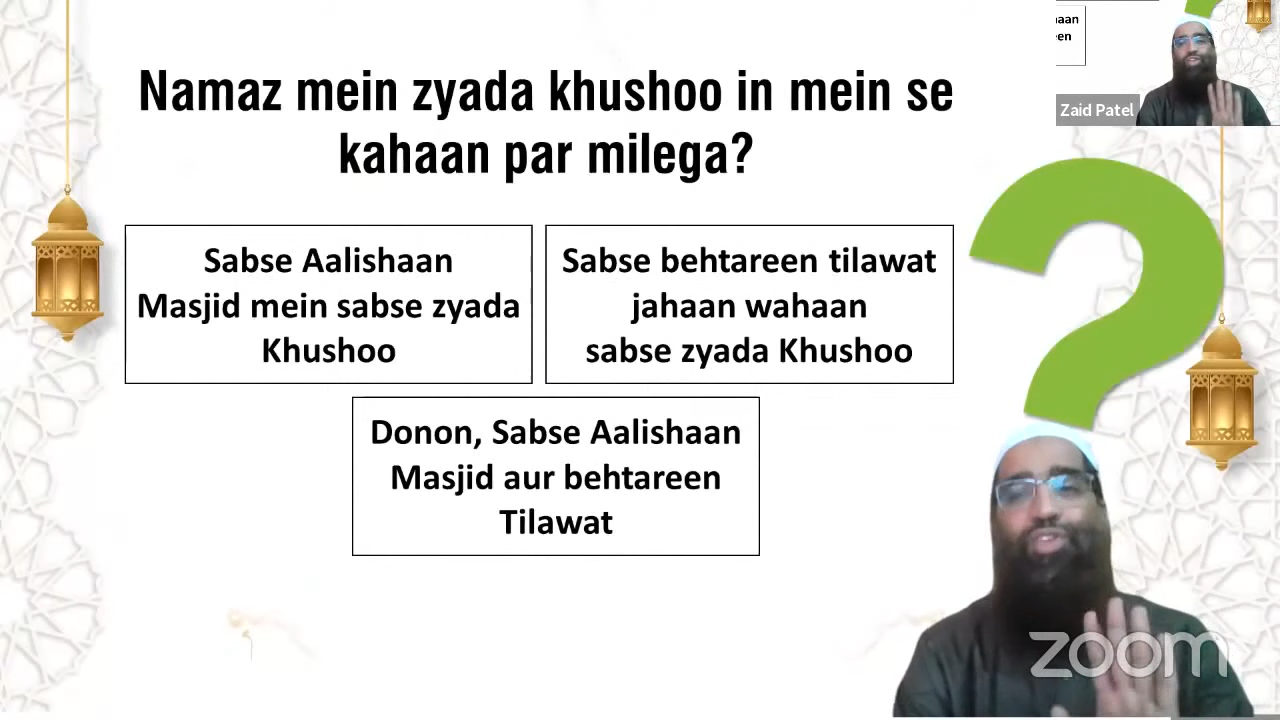 Namaz mein zyada khushoo in mein se
kahaan par milega?
Sabse Aalishaan
Masjid mein sabse zyada
Khushoo
Sabse behtareen tilawat
jahaan wahaan
sabse zyada Khushoo
Donon, Sabse Aalishaan
Masjid aur behtareen
Tilawat
Zaid Patel
zoom